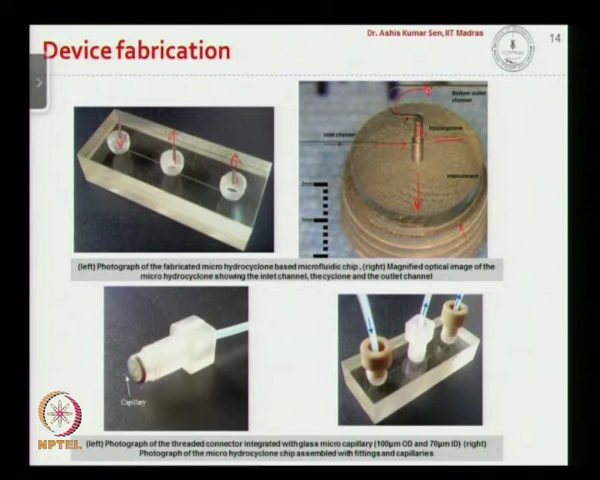 Dr. Ashis Kumar Sen, IIT Madras
14
Device fabrication
Bottom outlet
channel
Hydrocyclone
Inlet channel
Interconnect
2mm
1mm
(left) Photograph of the fabricated micro hydrocyclone based microfluidic chip, (right) Magnified optical image of the
micro hydrocyclone showing the inlet channel, the cyclone and the outlet channel
Capillary
(left) Photograph of the threaded connector integrated with glass micro capillary (100µm OD and 70µm ID) (right)
Photograph of the micro hydrocyclone chip assembled with fittings and capillaries
NPTEL